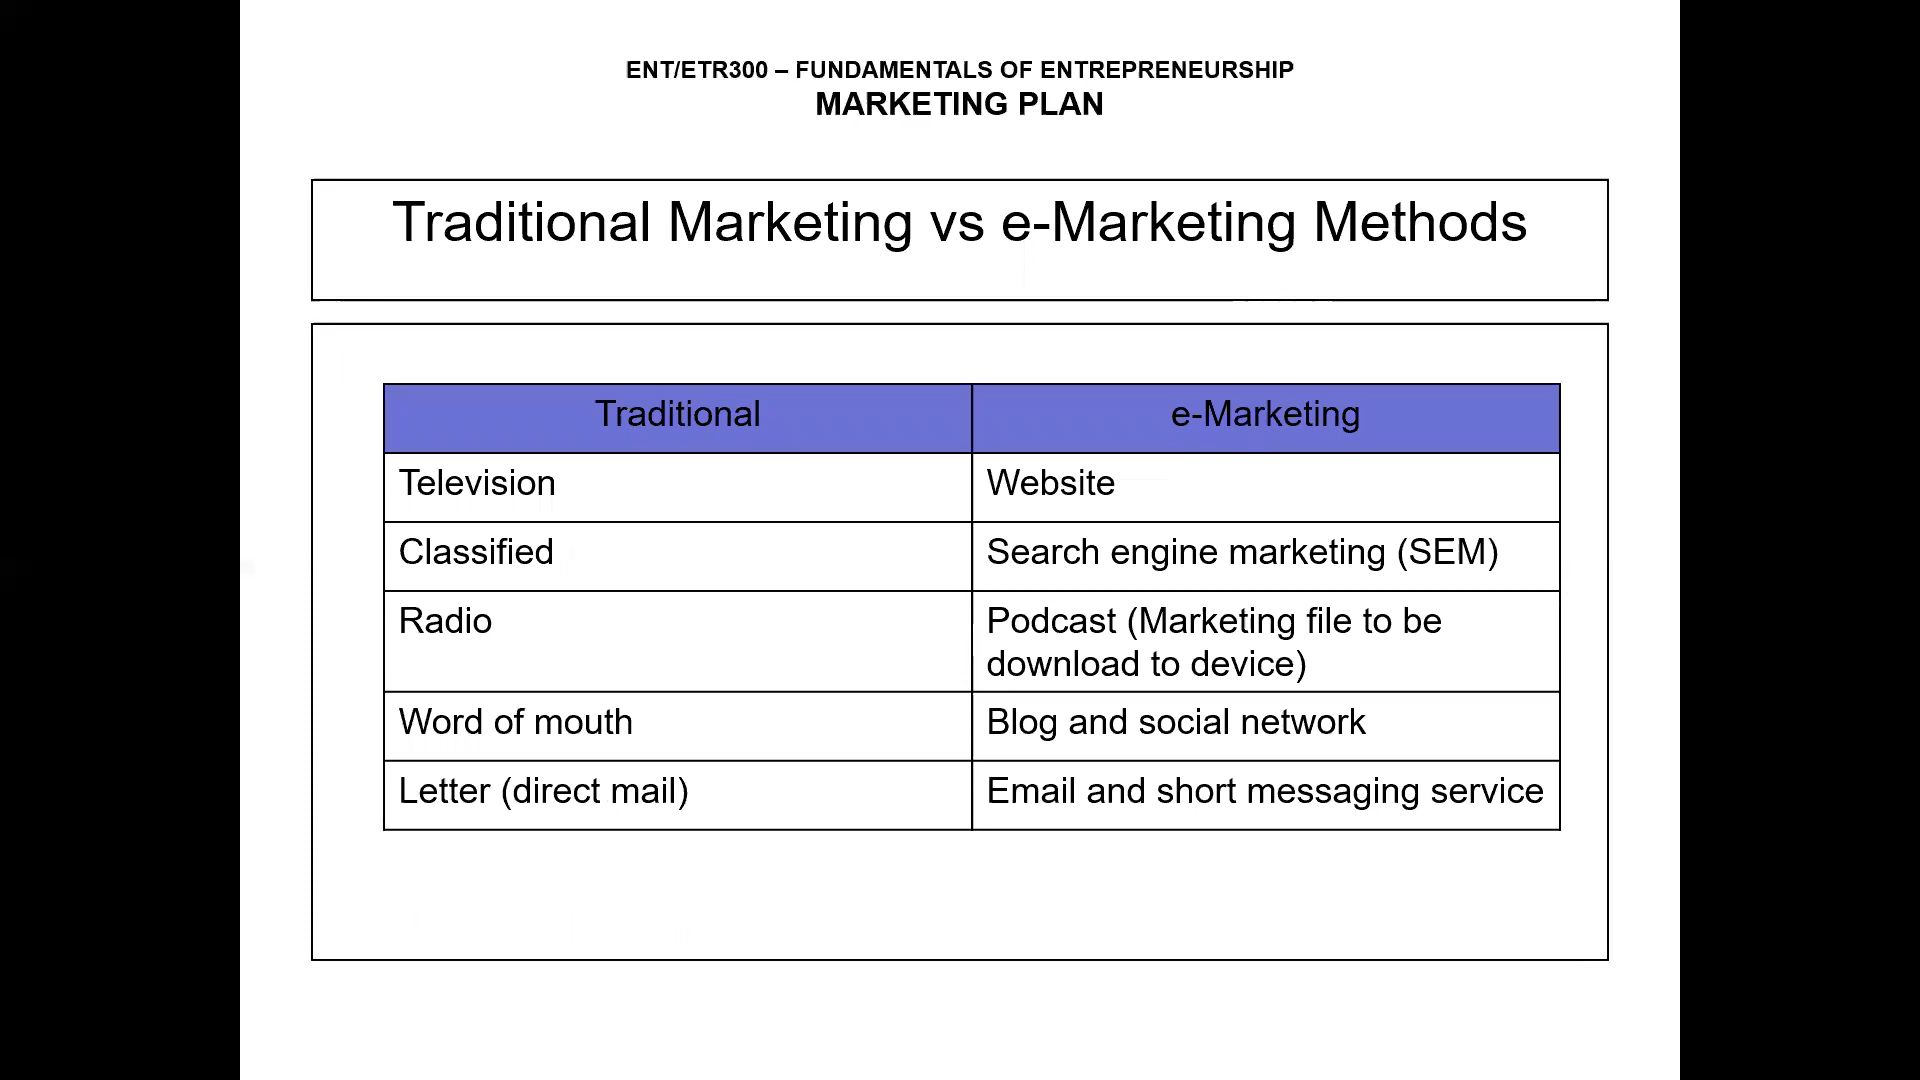 ENT/ETR300 – FUNDAMENTALS OF ENTREPRENEURSHIP
MARKETING PLAN
Traditional Marketing vs e-Marketing Methods
Traditional
e-Marketing
Television
Website
Classified
Search engine marketing (SEM)
Radio
Podcast (Marketing file to be
download to device)
Word of mouth
Blog and social network
Letter (direct mail)
Email and short messaging service